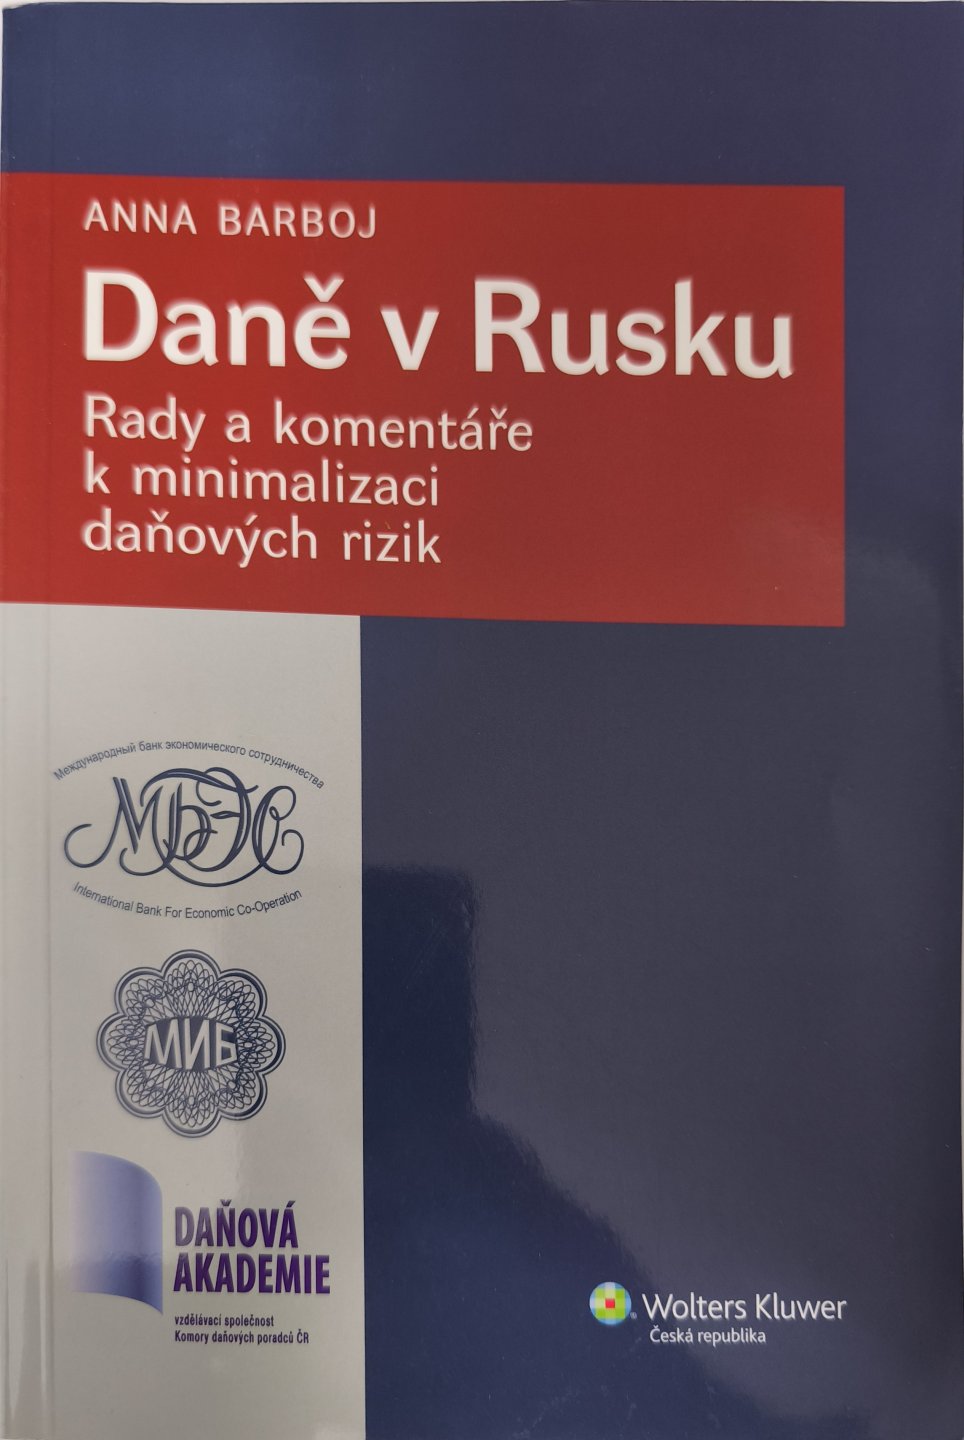 ANNA BARBOJ
Daně v Rusku
Rady a komentáře
k minimalizaci
daňových rizik
Международный банк экономического сотрудничества
МБЭС
International Bank For Economic Co-Operation
МИБ
DAŇOVÁ
AKADEMIE
vzdělávací společnost
Komory daňových poradců ČR
Wolters Kluwer
Česká republika